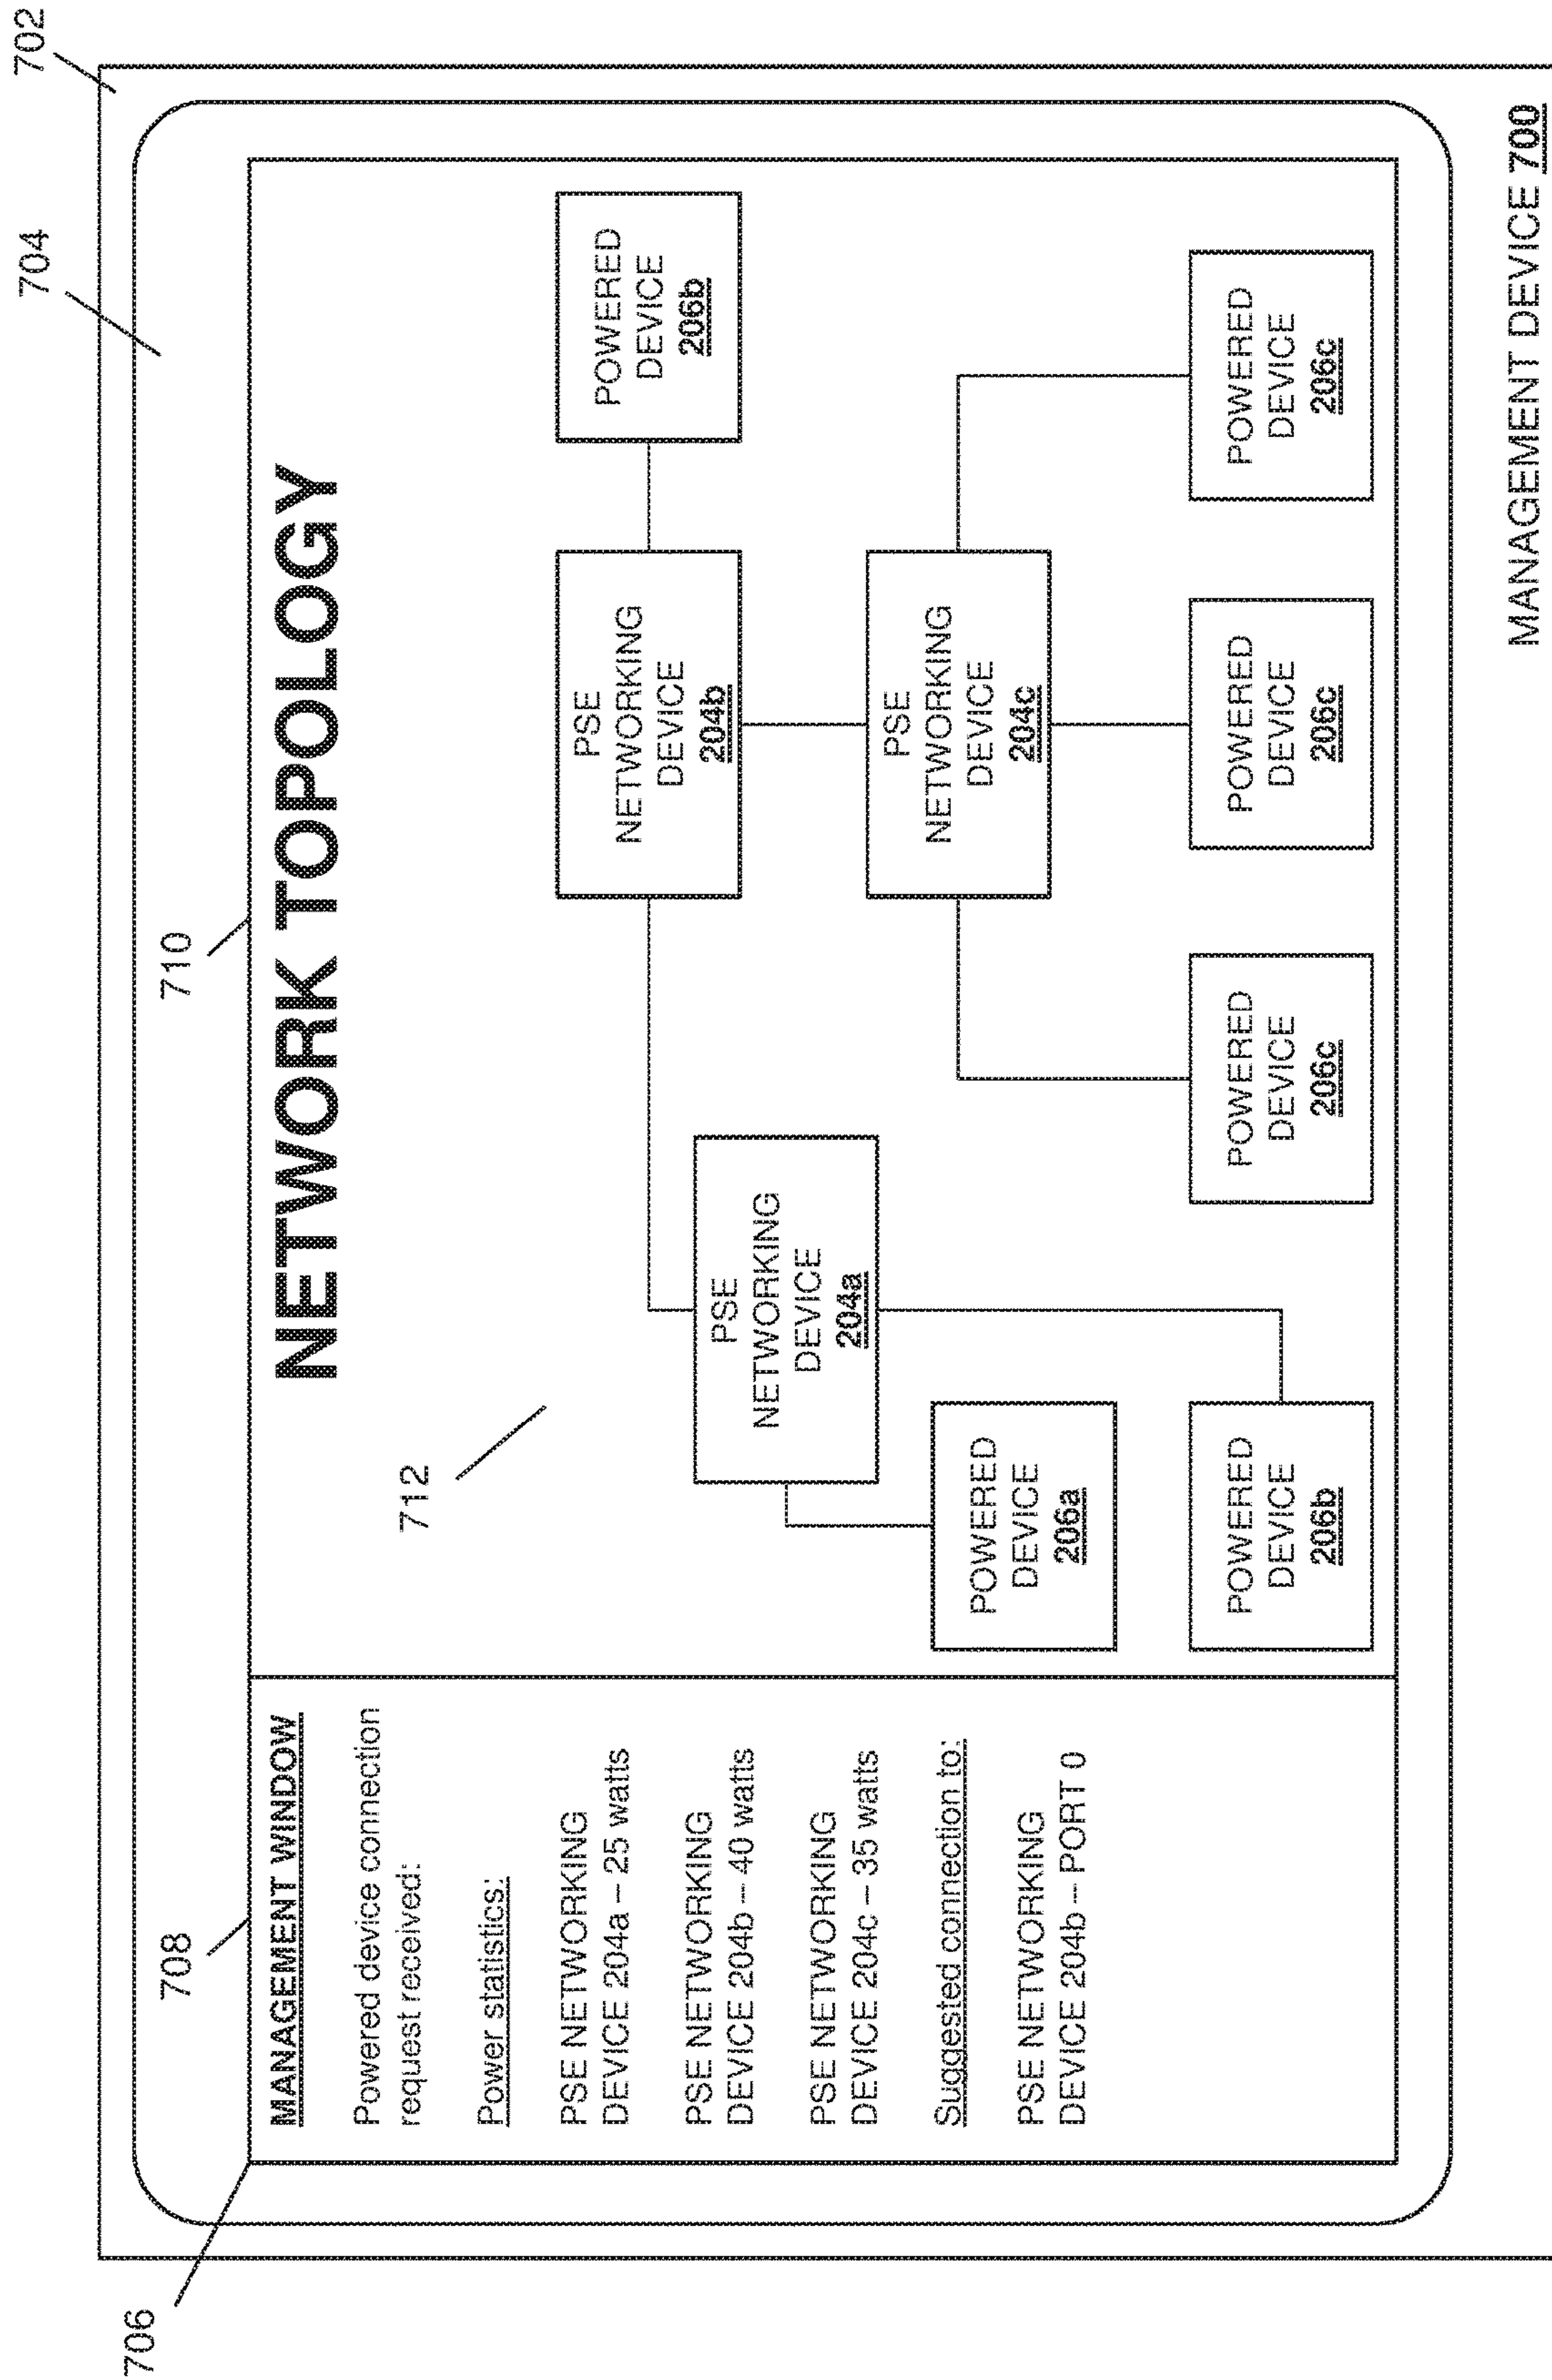 702
704
710
712
708
706
MANAGEMENT WINDOW
Powered device connection
request received:
Power statistics:
PSE NETWORKING
DEVICE 204a – 25 watts
PSE NETWORKING
DEVICE 204b – 40 watts
PSE NETWORKING
DEVICE 204c – 35 watts
Suggested connection to:
PSE NETWORKING
DEVICE 204b – PORT 0
NETWORK TOPOLOGY
PSE
NETWORKING
DEVICE
204b
POWERED
DEVICE
206b
PSE
NETWORKING
DEVICE
204a
PSE
NETWORKING
DEVICE
204c
POWERED
DEVICE
206a
POWERED
DEVICE
206b
POWERED
DEVICE
206c
POWERED
DEVICE
206c
POWERED
DEVICE
206c
MANAGEMENT DEVICE 700